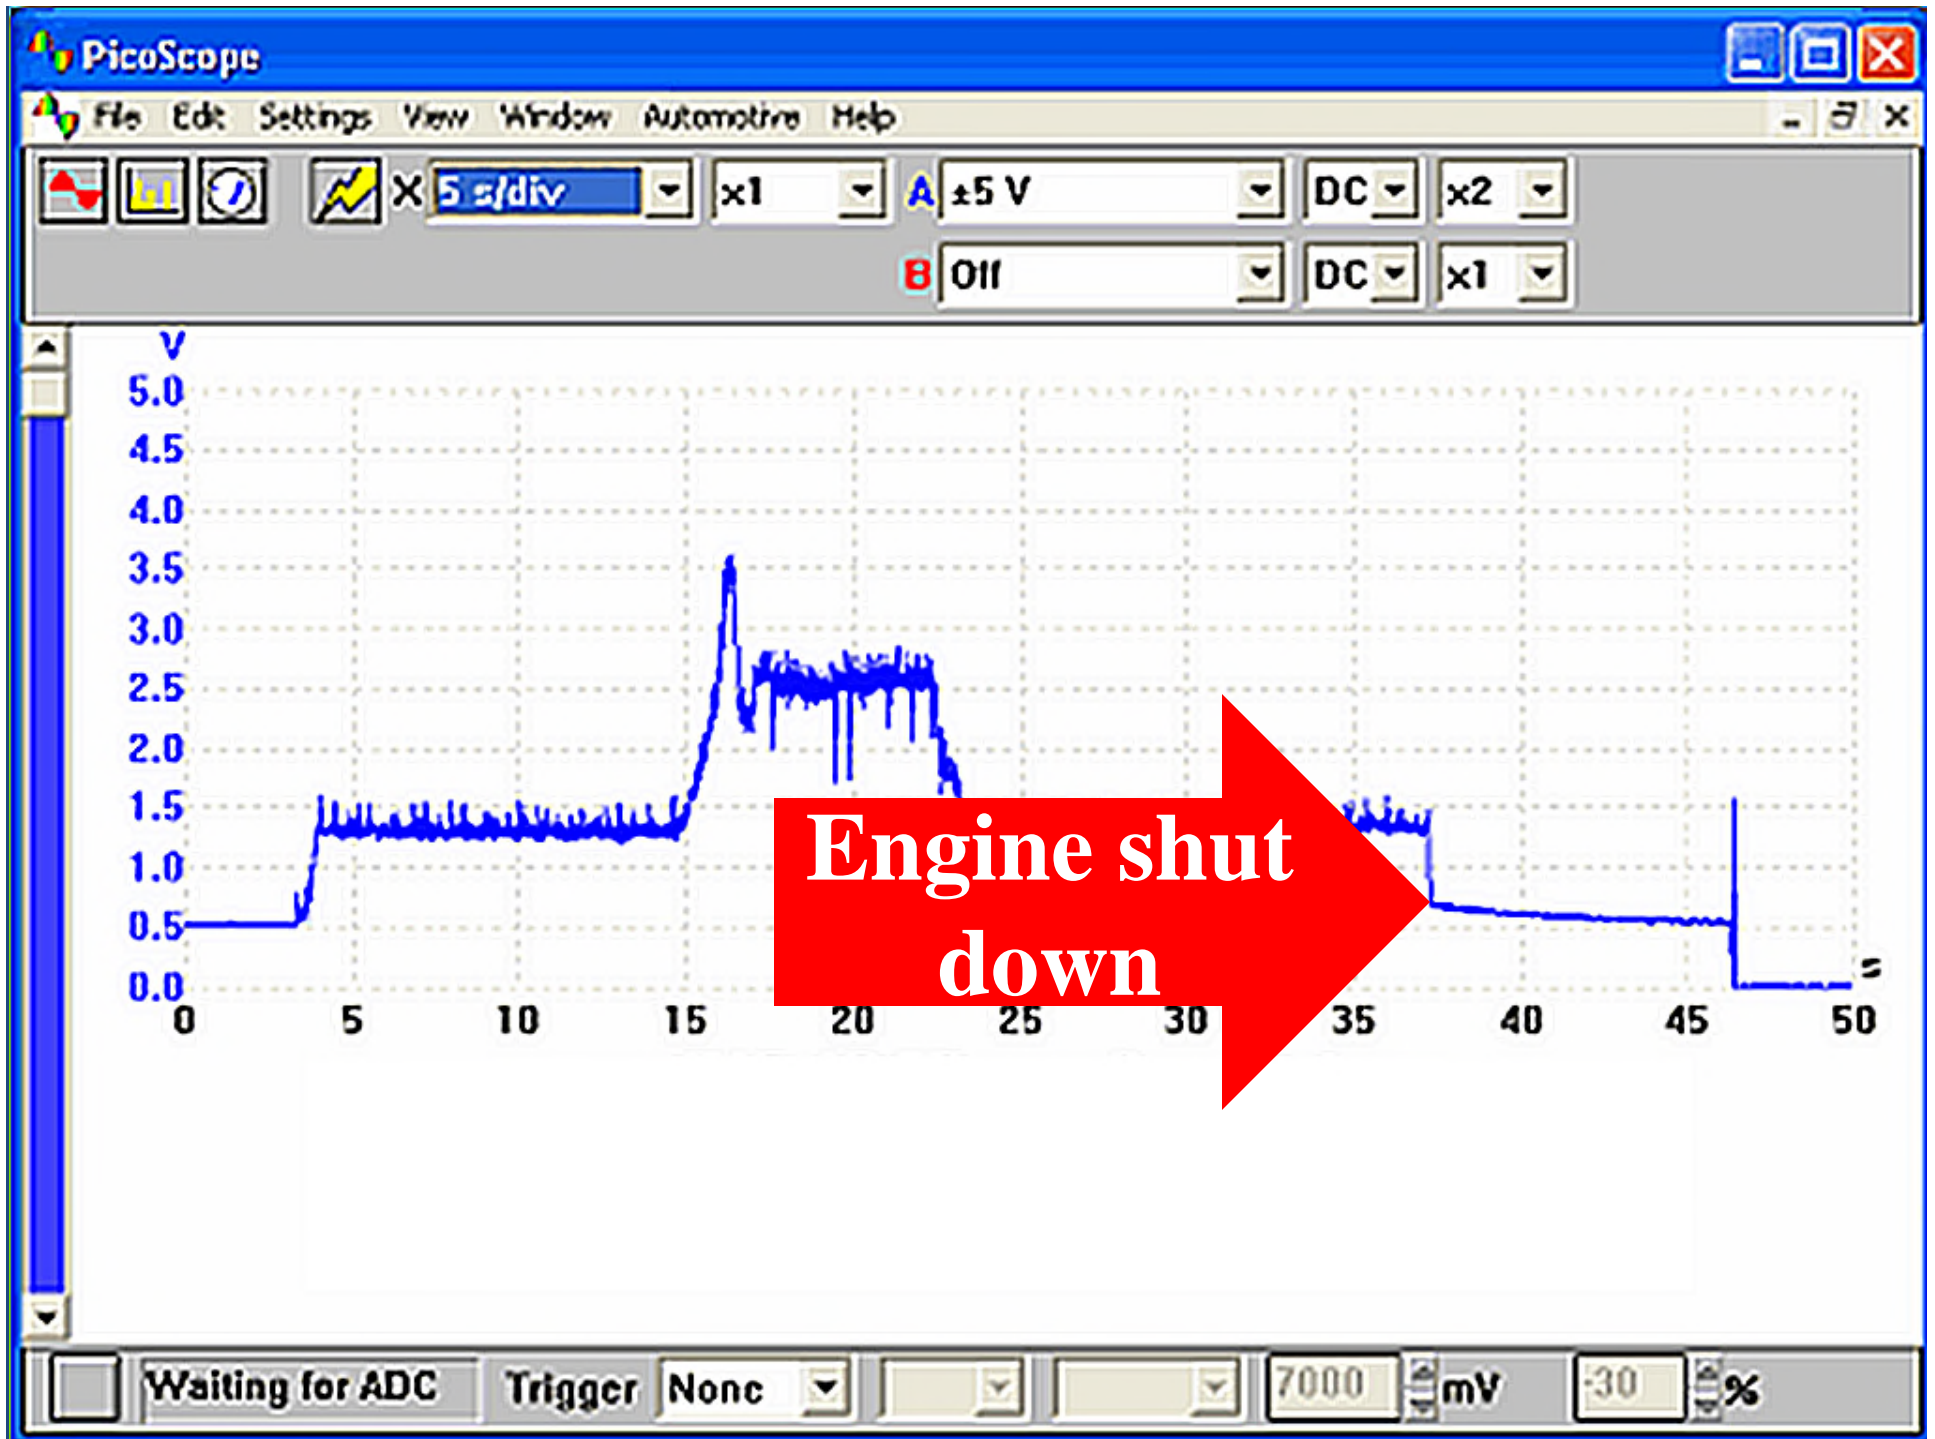 PicoScope
File Edit Settings View Window Automotive Help
X 5 s/div x1 A ±5 V DC x2
B Off DC x1
V
5.0
4.5
4.0
3.5
3.0
2.5
2.0
1.5
1.0
0.5
0.0
Engine shut
down
s
0 5 10 15 20 25 30 35 40 45 50
Waiting for ADC Trigger None 7000 mV -30 %